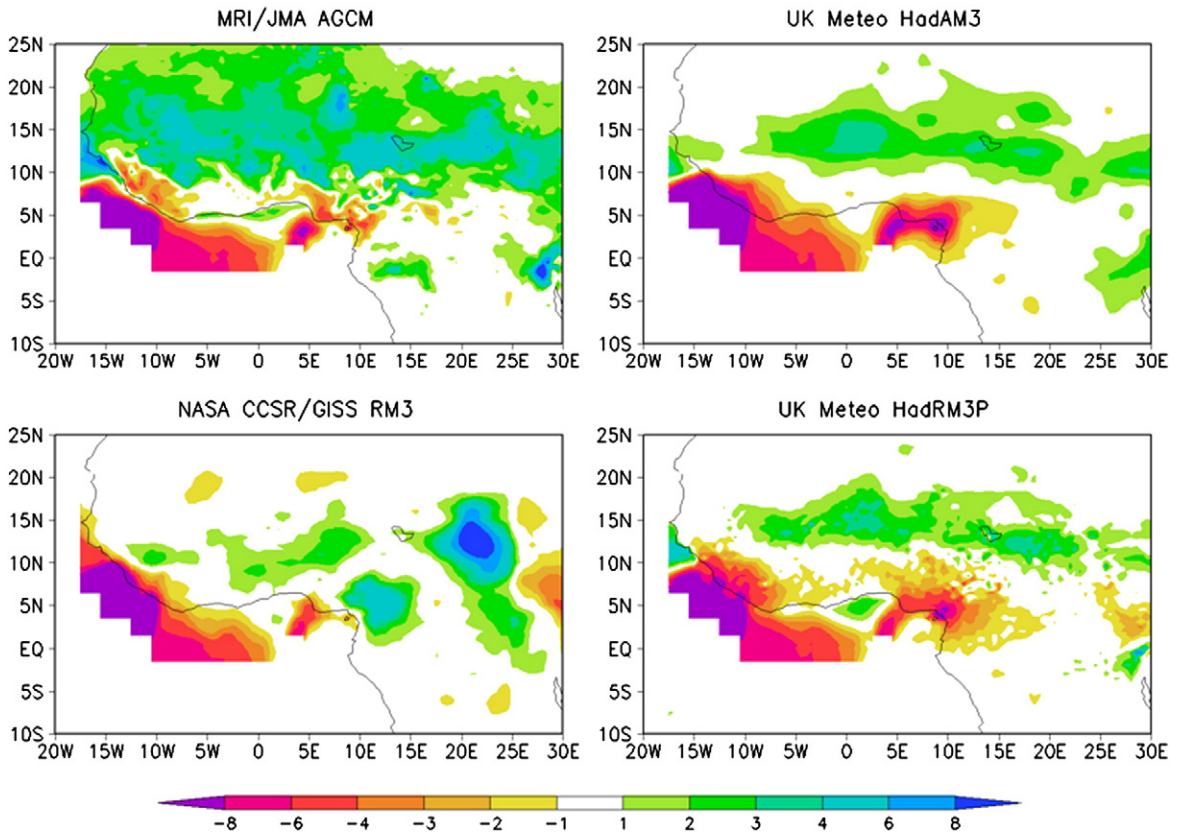 MRI/JMA AGCM
25N
20N
15N
10N
5N
EQ
5S
10S
20W 15W 10W 5W 0 5E 10E 15E 20E 25E 30E
UK Meteo HadAM3
25N
20N
15N
10N
5N
EQ
5S
10S
20W 15W 10W 5W 0 5E 10E 15E 20E 25E 30E
NASA CCSR/GISS RM3
25N
20N
15N
10N
5N
EQ
5S
10S
20W 15W 10W 5W 0 5E 10E 15E 20E 25E 30E
UK Meteo HadRM3P
25N
20N
15N
10N
5N
EQ
5S
10S
20W 15W 10W 5W 0 5E 10E 15E 20E 25E 30E
-8 -6 -4 -3 -2 -1 1 2 3 4 6 8